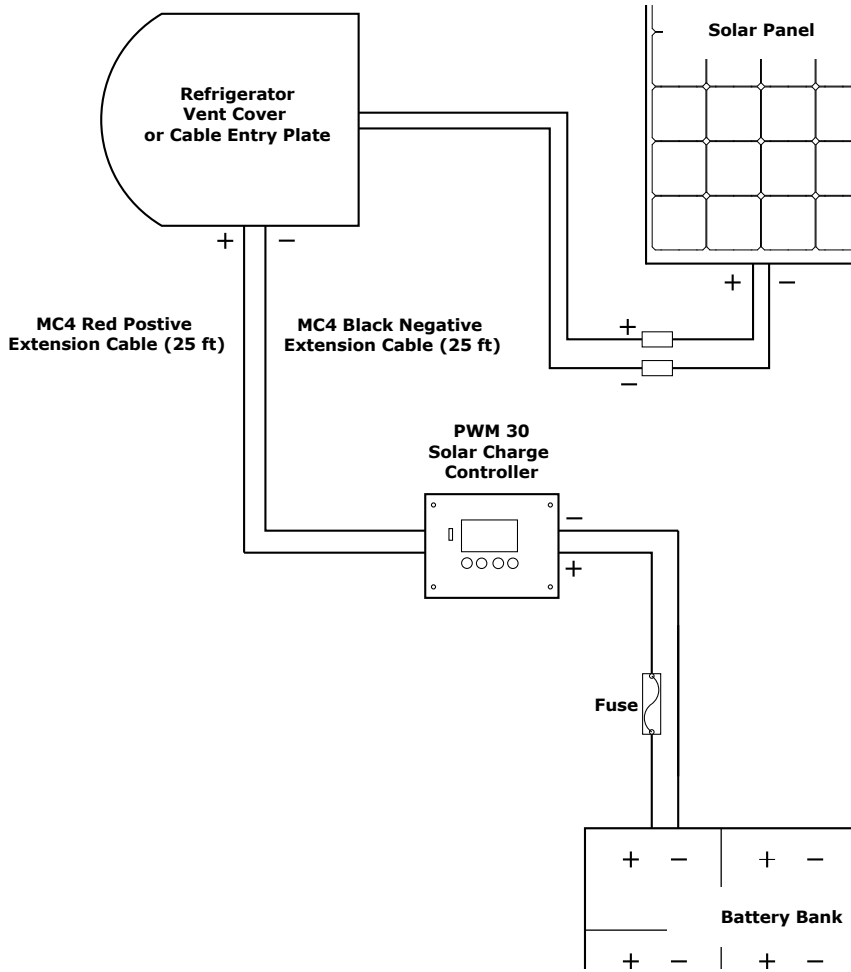 Solar Panel
Refrigerator
Vent Cover
or Cable Entry Plate
+ −
+ −
MC4 Red Postive
Extension Cable (25 ft)
MC4 Black Negative
Extension Cable (25 ft)
+
−
PWM 30
Solar Charge
Controller
−
+
Fuse
+ − + −
Battery Bank
+ − + −